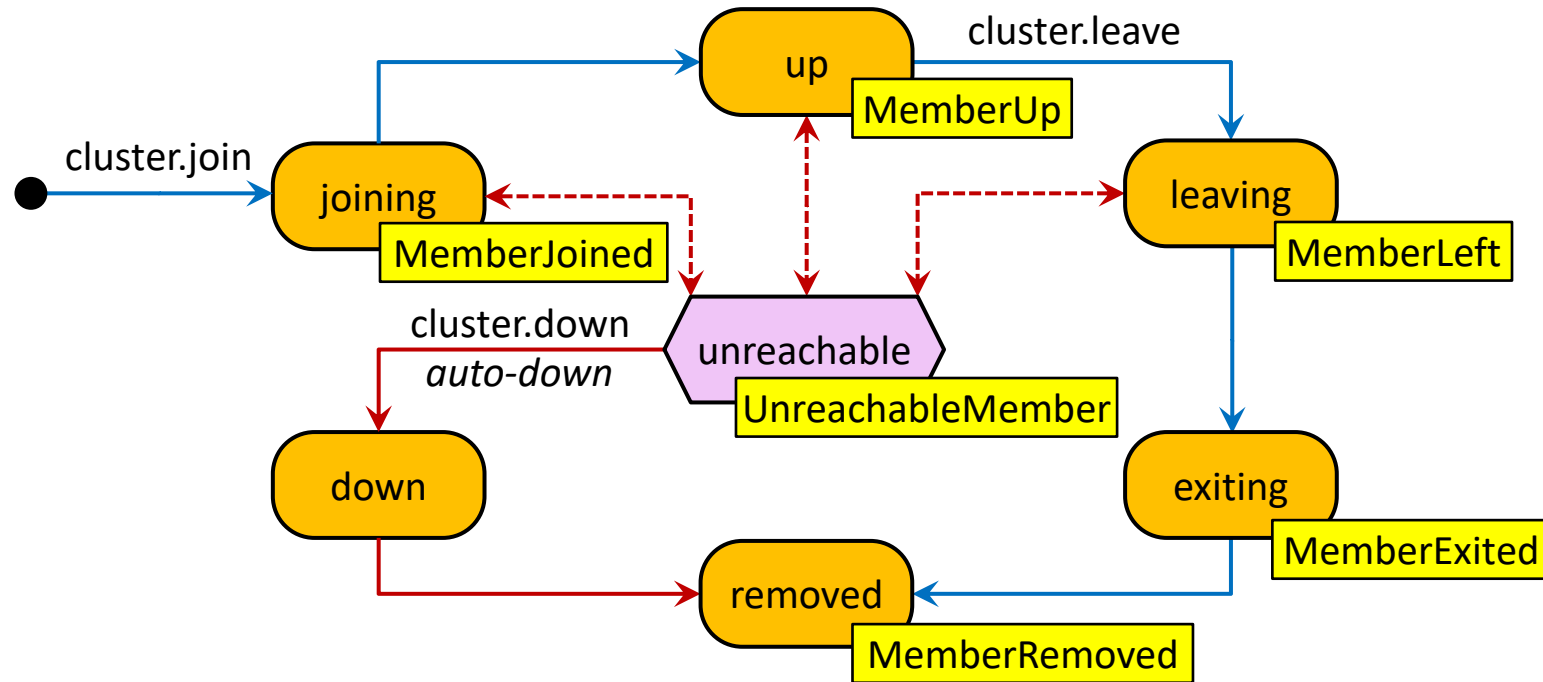 cluster.leave
up
MemberUp
cluster.join
joining
MemberJoined
leaving
MemberLeft
cluster.down
auto-down
unreachable
UnreachableMember
down
exiting
MemberExited
removed
MemberRemoved